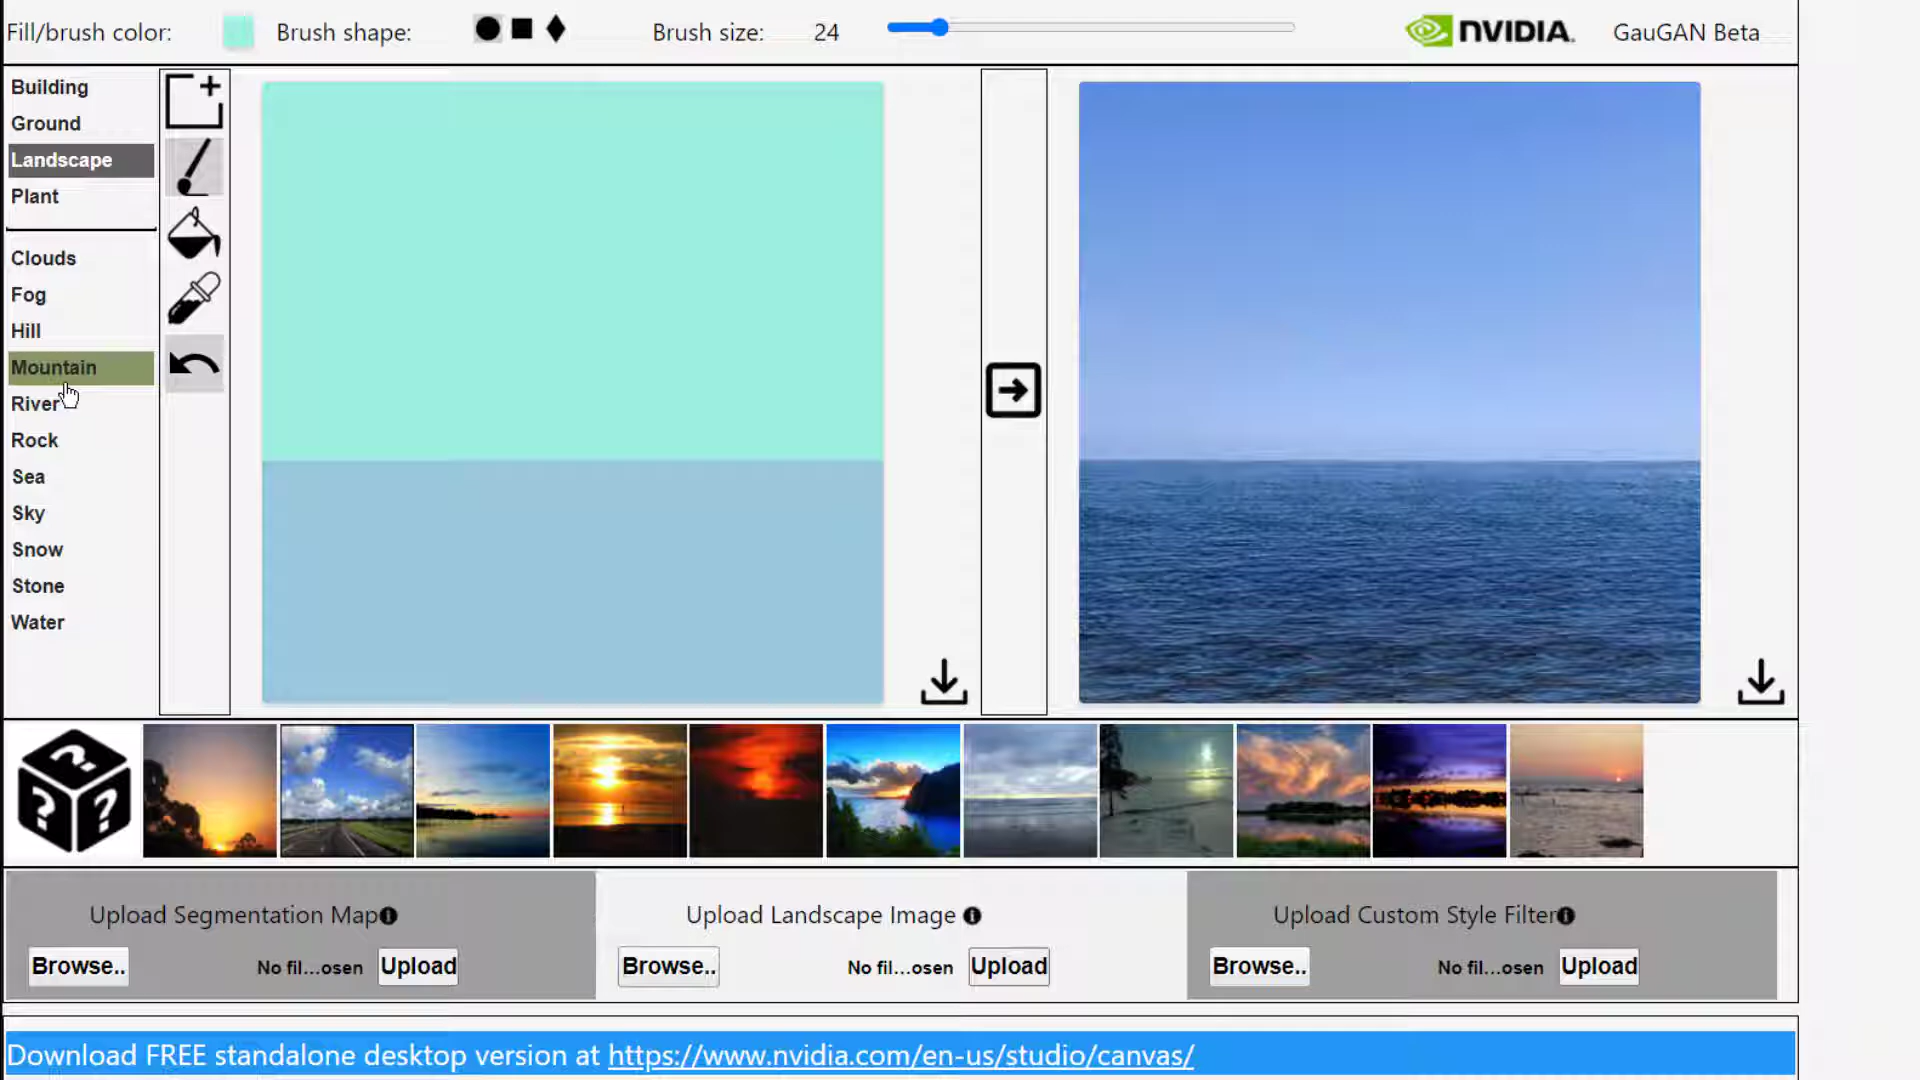 Fill/brush color: Brush shape: Brush size: 24 NVIDIA. GauGAN Beta
Building
Ground
Landscape
Plant
Clouds
Fog
Hill
Mountain
River
Rock
Sea
Sky
Snow
Stone
Water
? ? ?
Upload Segmentation Map Upload Landscape Image Upload Custom Style Filter
Browse.. No fil...osen Upload Browse.. No fil...osen Upload Browse.. No fil...osen Upload
Download FREE standalone desktop version at https://www.nvidia.com/en-us/studio/canvas/